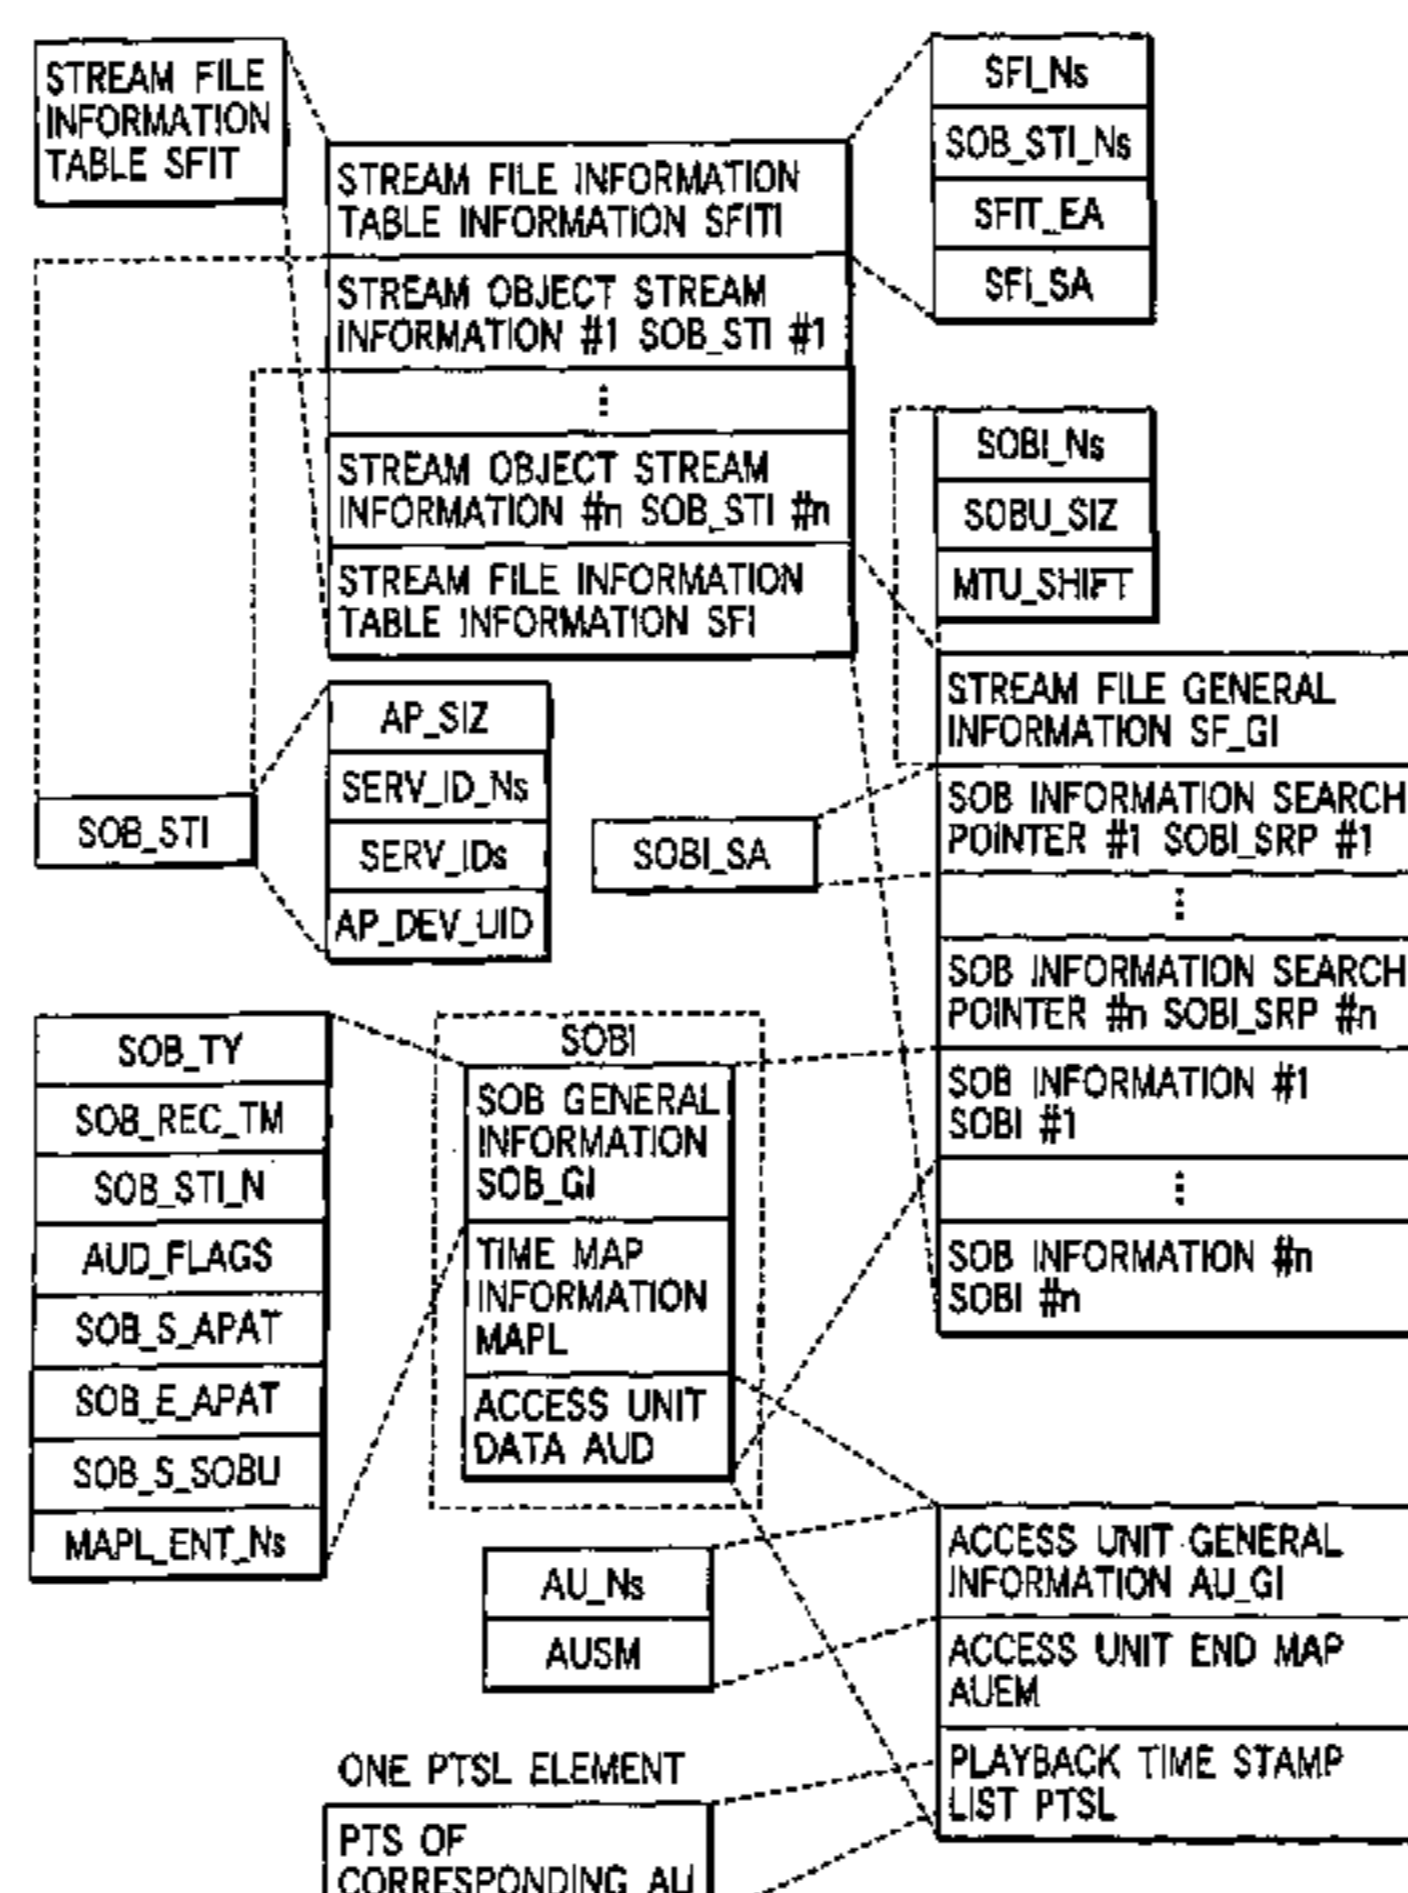 STREAM FILE
INFORMATION
TABLE SFIT
STREAM FILE INFORMATION
TABLE INFORMATION SFITI
STREAM OBJECT STREAM
INFORMATION #1 SOB_STI #1
⋮
STREAM OBJECT STREAM
INFORMATION #n SOB_STI #n
STREAM FILE INFORMATION
TABLE INFORMATION SFI
SFI_Ns
SOB_STI_Ns
SFIT_EA
SFI_SA
SOBI_Ns
SOBU_SIZ
MTU_SHIFT
STREAM FILE GENERAL
INFORMATION SF_GI
SOB INFORMATION SEARCH
POINTER #1 SOBI_SRP #1
⋮
SOB INFORMATION SEARCH
POINTER #n SOBI_SRP #n
SOB INFORMATION #1
SOBI #1
⋮
SOB INFORMATION #n
SOBI #n
SOB_STI
AP_SIZ
SERV_ID_Ns
SERV_IDs
AP_DEV_UID
SOBI_SA
SOB_TY
SOB_REC_TM
SOB_STI_N
AUD_FLAGS
SOB_S_APAT
SOB_E_APAT
SOB_S_SOBU
MAPL_ENT_Ns
SOBI
SOB GENERAL
INFORMATION
SOB_GI
TIME MAP
INFORMATION
MAPL
ACCESS UNIT
DATA AUD
AU_Ns
AUSM
ACCESS UNIT GENERAL
INFORMATION AU_GI
ACCESS UNIT END MAP
AUEM
PLAYBACK TIME STAMP
LIST PTSL
ONE PTSL ELEMENT
PTS OF
CORRESPONDING AU